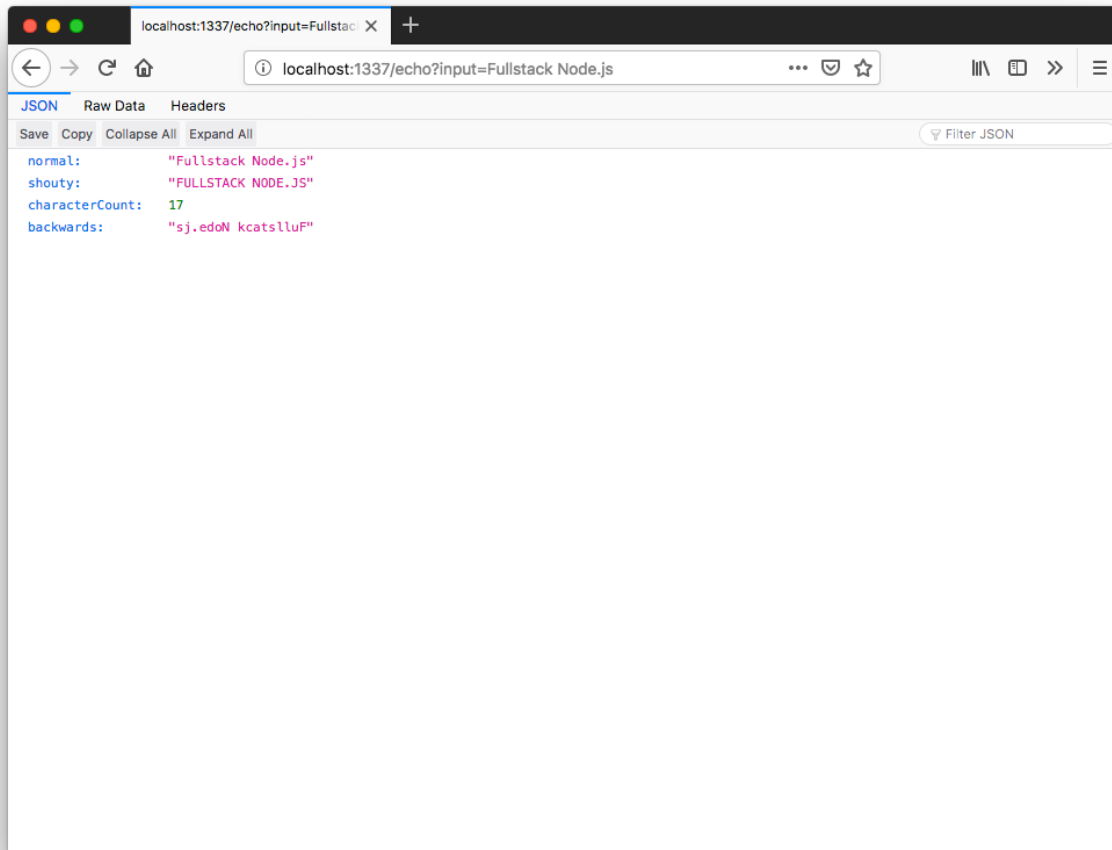 localhost:1337/echo?input=Fullstac
localhost:1337/echo?input=Fullstack Node.js
JSON Raw Data Headers
Save Copy Collapse All Expand All Filter JSON
normal: "Fullstack Node.js"
shouty: "FULLSTACK NODE.JS"
characterCount: 17
backwards: "sj.edoN kcatslluF"